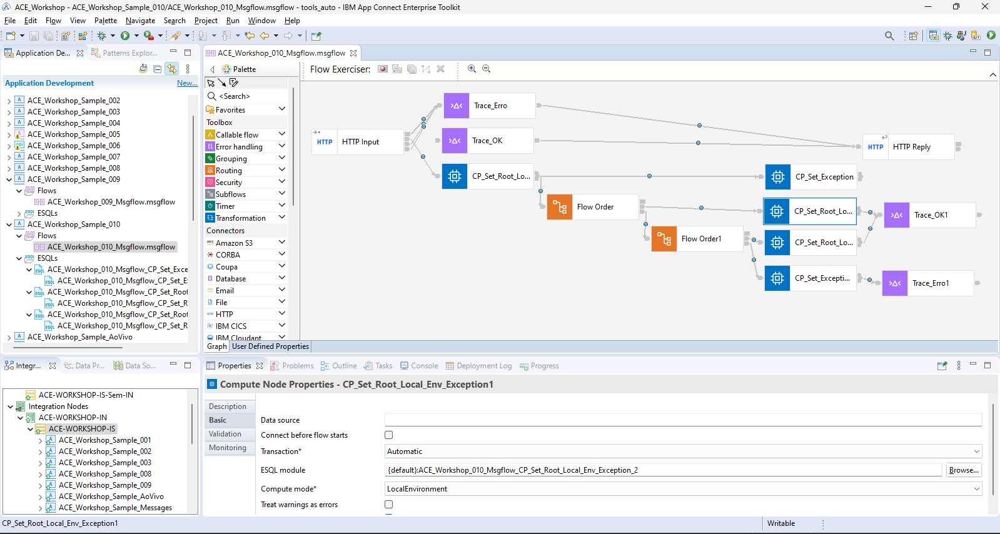 ACE_Workshop - ACE_Workshop_Sample_010/ACE_Workshop_010_Msgflow.msgflow - tools_auto - IBM App Connect Enterprise Toolkit
File Edit Flow View Palette Navigate Search Project Run Window Help
Application De... Patterns Explor...
Application Development New...
ACE_Workshop_Sample_002
ACE_Workshop_Sample_003
ACE_Workshop_Sample_004
ACE_Workshop_Sample_005
ACE_Workshop_Sample_006
ACE_Workshop_Sample_007
ACE_Workshop_Sample_008
ACE_Workshop_Sample_009
Flows
ACE_Workshop_009_Msgflow.msgflow
ESQLs
ACE_Workshop_Sample_010
Flows
ACE_Workshop_010_Msgflow.msgflow
ESQLs
ACE_Workshop_010_Msgflow_CP_Set_Exce
ACE_Workshop_010_Msgflow_CP_Set_E
ACE_Workshop_010_Msgflow_CP_Set_Root
ACE_Workshop_010_Msgflow_CP_Set_R
ACE_Workshop_010_Msgflow_CP_Set_Root
ACE_Workshop_010_Msgflow_CP_Set_R
ACE_Workshop_Sample_AoVivo
ACE_Workshop_010_Msgflow.msgflow
Palette
Flow Exerciser:
<Search>
Favorites
Toolbox
Callable flow
Error handling
Grouping
Routing
Security
Subflows
Timer
Transformation
Connectors
Amazon S3
CORBA
Coupa
Database
Email
File
HTTP
IBM CICS
IBM Cloudant
Graph User Defined Properties
Trace_Erro
HTTP HTTP Input
Trace_OK
HTTP HTTP Reply
CP_Set_Root_Lo...
CP_Set_Exception
Flow Order
CP_Set_Root_Lo...
Trace_OK1
Flow Order1
CP_Set_Root_Lo...
CP_Set_Excepti...
Trace_Erro1
Integr... Data Pr... Data So...
ACE-WORKSHOP-IS-Sem-IN
Integration Nodes
ACE-WORKSHOP-IN
ACE-WORKSHOP-IS
ACE_Workshop_Sample_001
ACE_Workshop_Sample_002
ACE_Workshop_Sample_003
ACE_Workshop_Sample_008
ACE_Workshop_Sample_009
ACE_Workshop_Sample_AoVivo
ACE_Workshop_Sample_Messages
Properties Problems Outline Tasks Console Deployment Log Progress
Compute Node Properties - CP_Set_Root_Local_Env_Exception1
Description
Basic
Validation
Monitoring
Data source
Connect before flow starts
Transaction* Automatic
ESQL module {default}:ACE_Workshop_010_Msgflow_CP_Set_Root_Local_Env_Exception_2 Browse...
Compute mode* LocalEnvironment
Treat warnings as errors
CP_Set_Root_Local_Env_Exception1 Writable